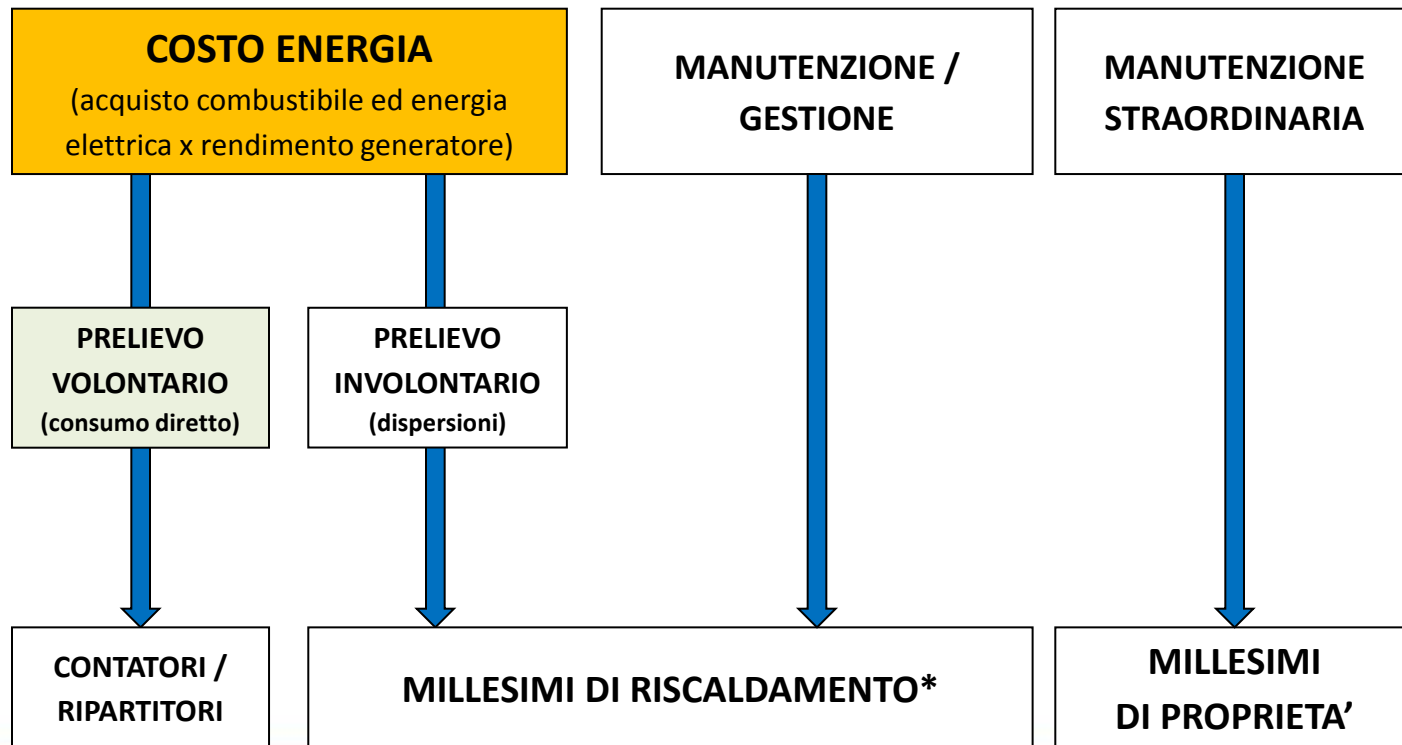 COSTO ENERGIA
(acquisto combustibile ed energia
elettrica x rendimento generatore)
MANUTENZIONE /
GESTIONE
MANUTENZIONE
STRAORDINARIA
PRELIEVO
VOLONTARIO
(consumo diretto)
PRELIEVO
INVOLONTARIO
(dispersioni)
CONTATORI /
RIPARTITORI
MILLESIMI DI RISCALDAMENTO*
MILLESIMI
DI PROPRIETA’